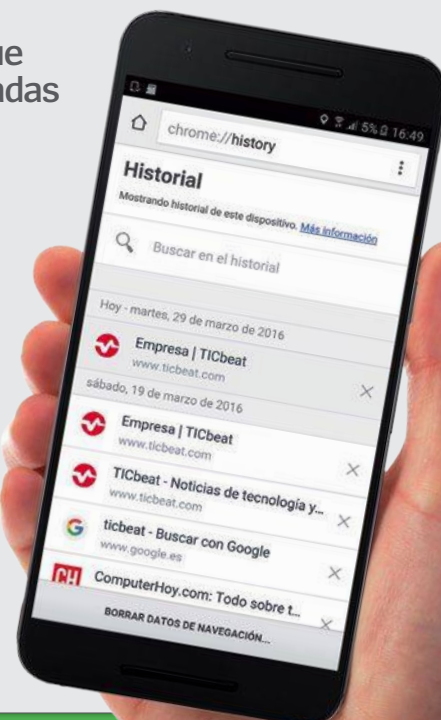 ue
adas
5% 16:49
chrome://history
Historial
Mostrando historial de este dispositivo. Más información
Buscar en el historial
Hoy - martes, 29 de marzo de 2016
Empresa | TICbeat
www.ticbeat.com
sábado, 19 de marzo de 2016
Empresa | TICbeat
www.ticbeat.com
TICbeat - Noticias de tecnología y...
www.ticbeat.com
ticbeat - Buscar con Google
www.google.es
CH
ComputerHoy.com: Todo sobre t...
BORRAR DATOS DE NAVEGACIÓN...